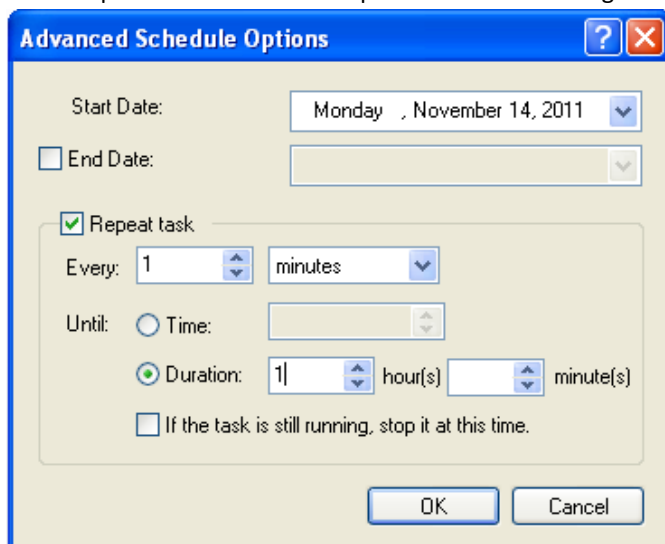 Advanced Schedule Options
Start Date: Monday , November 14, 2011
End Date:
Repeat task
Every: 1 minutes
Until: Time:
Duration: 1 hour(s) minute(s)
If the task is still running, stop it at this time.
OK Cancel